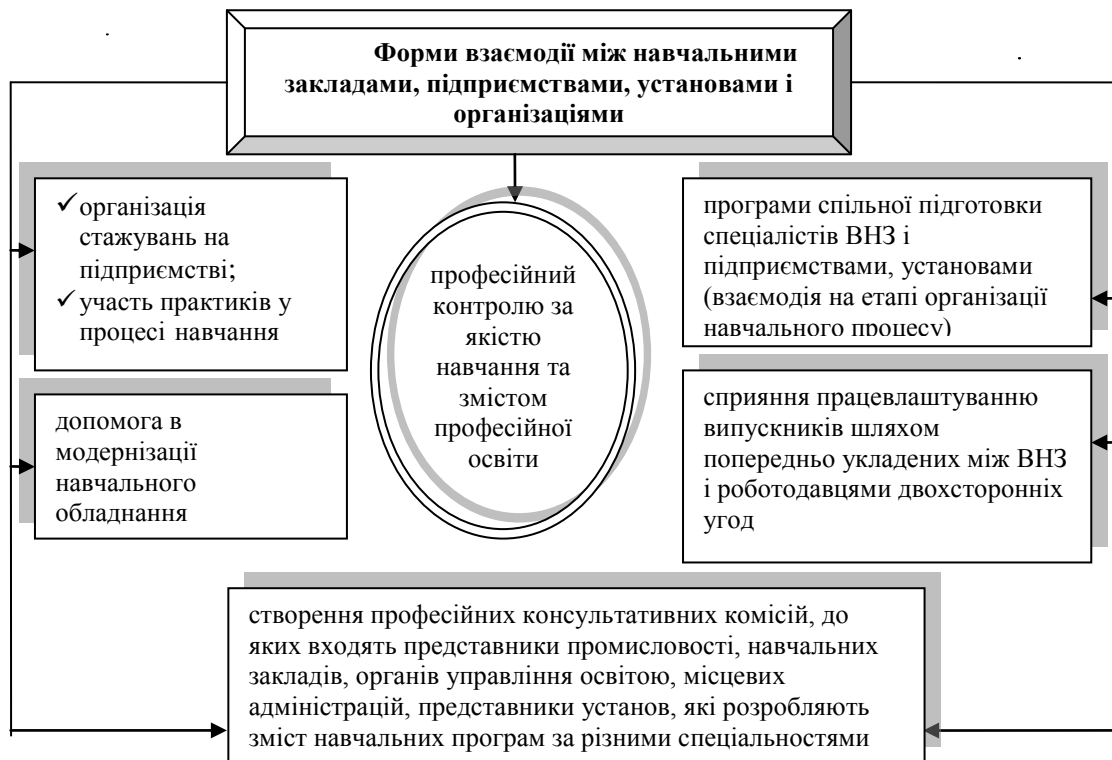 Форми взаємодії між навчальними
закладами, підприємствами, установами і
організаціями
✓ організація
стажувань на
підприємстві;
✓ участь практиків у
процесі навчання
допомога в
модернізації
навчального
обладнання
професійний
контролю за
якістю
навчання та
змістом
професійної
освіти
програми спільної підготовки
спеціалістів ВНЗ і
підприємствами, установами
(взаємодія на етапі організації
навчального процесу)
сприяння працевлаштуванню
випускників шляхом
попередньо укладених між ВНЗ
і роботодавцями двохсторонніх
угод
створення професійних консультативних комісій, до
яких входять представники промисловості, навчальних
закладів, органів управління освітою, місцевих
адміністрацій, представники установ, які розробляють
зміст навчальних програм за різними спеціальностями